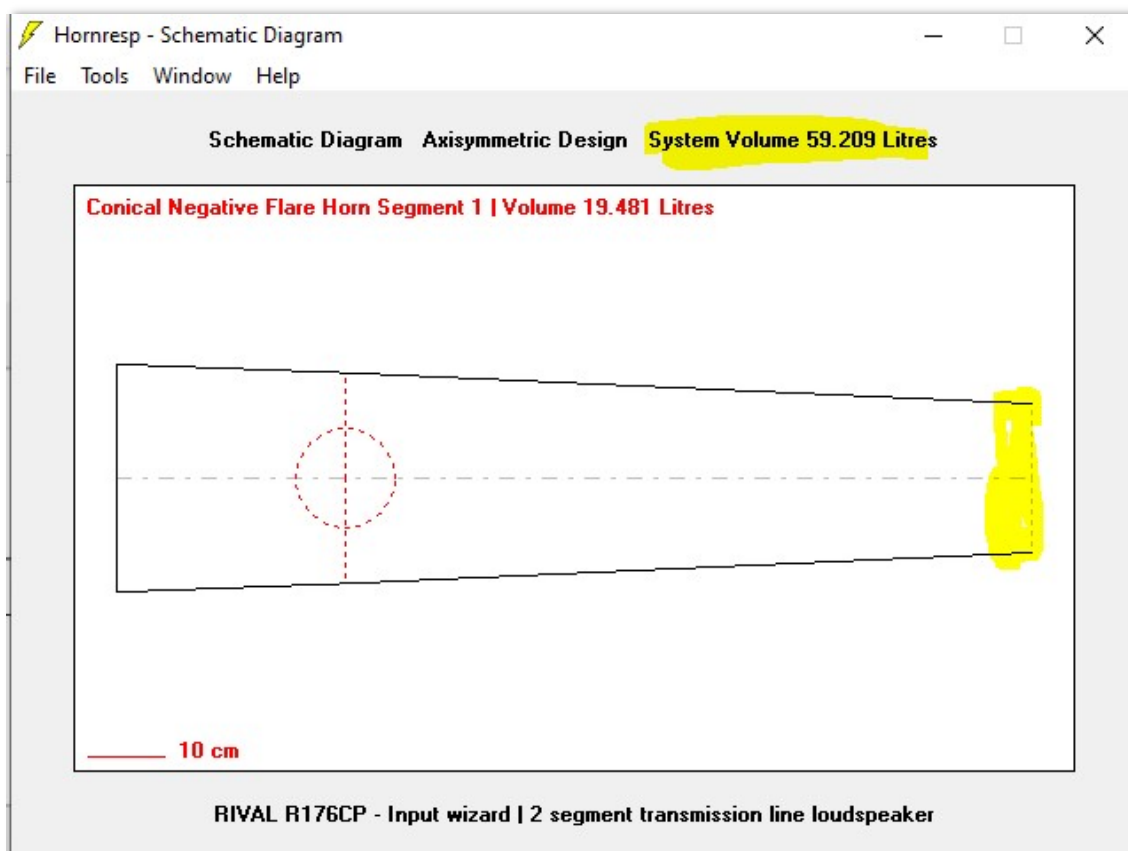 Hornresp - Schematic Diagram
File Tools Window Help
Schematic Diagram Axisymmetric Design System Volume 59.209 Litres
Conical Negative Flare Horn Segment 1 | Volume 19.481 Litres
10 cm
RIVAL R176CP - Input wizard | 2 segment transmission line loudspeaker